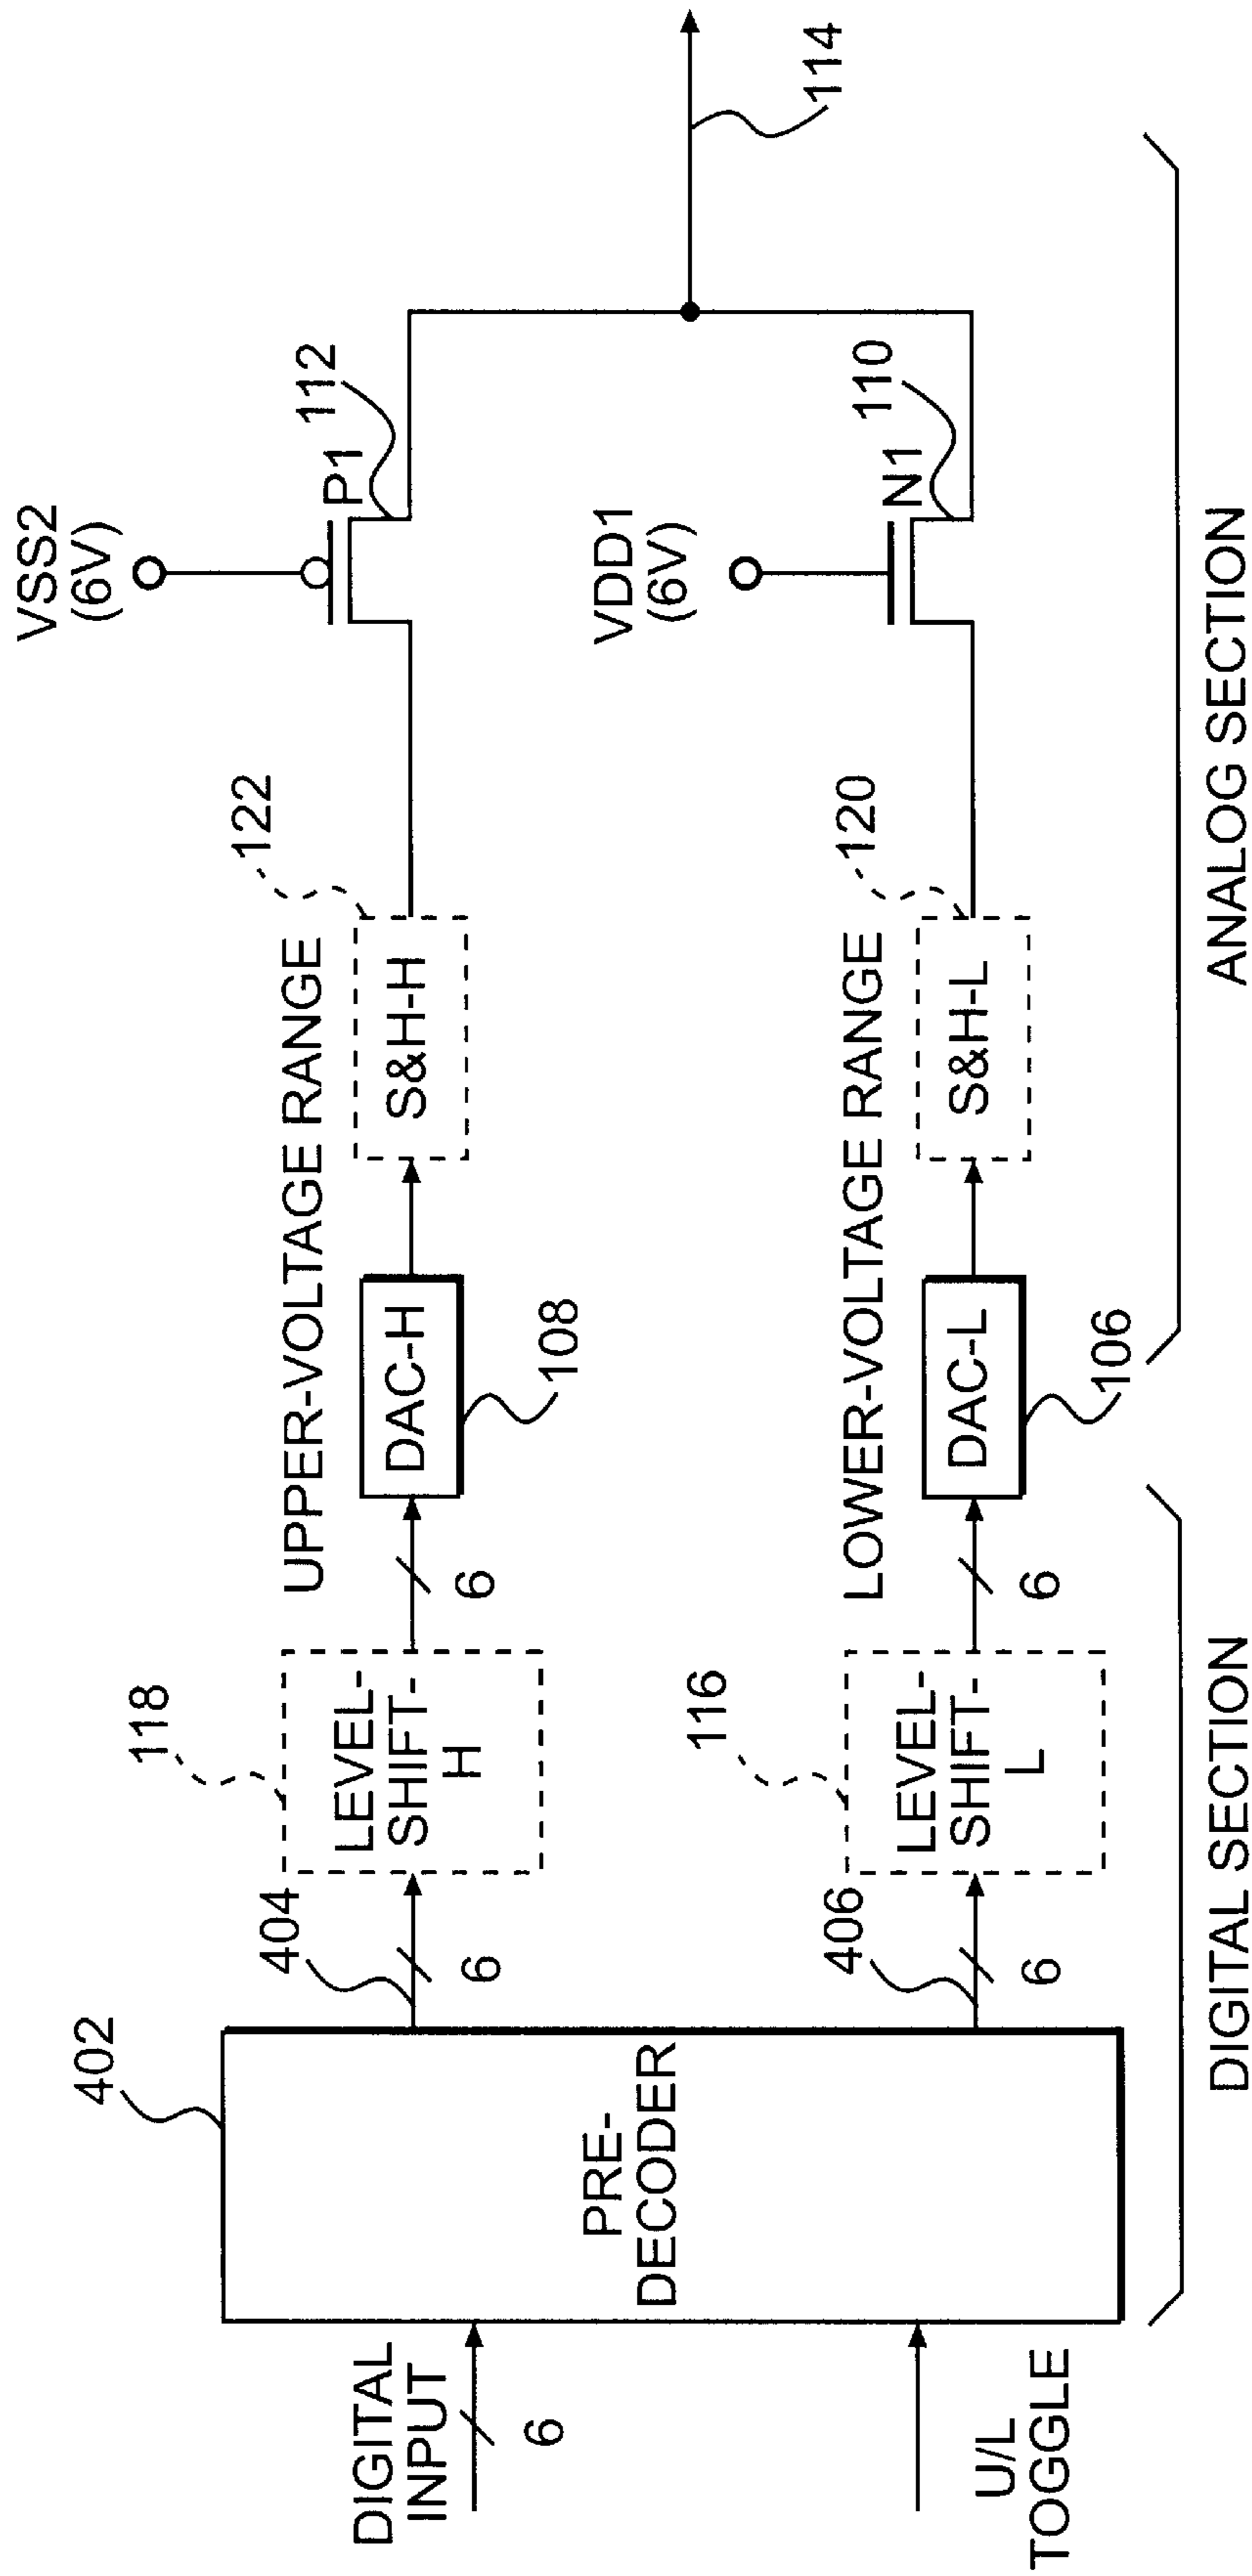 VSS2
(6V)
P1
112
114
UPPER-VOLTAGE RANGE
122
S&H-H
DAC-H
108
118
LEVEL-
SHIFT-
H
6
404
6
402
PRE-
DECODER
DIGITAL
INPUT
6
U/L
TOGGLE
VDD1
(6V)
N1
110
LOWER-VOLTAGE RANGE
120
S&H-L
DAC-L
106
116
LEVEL-
SHIFT-
L
6
406
6
DIGITAL SECTION
ANALOG SECTION